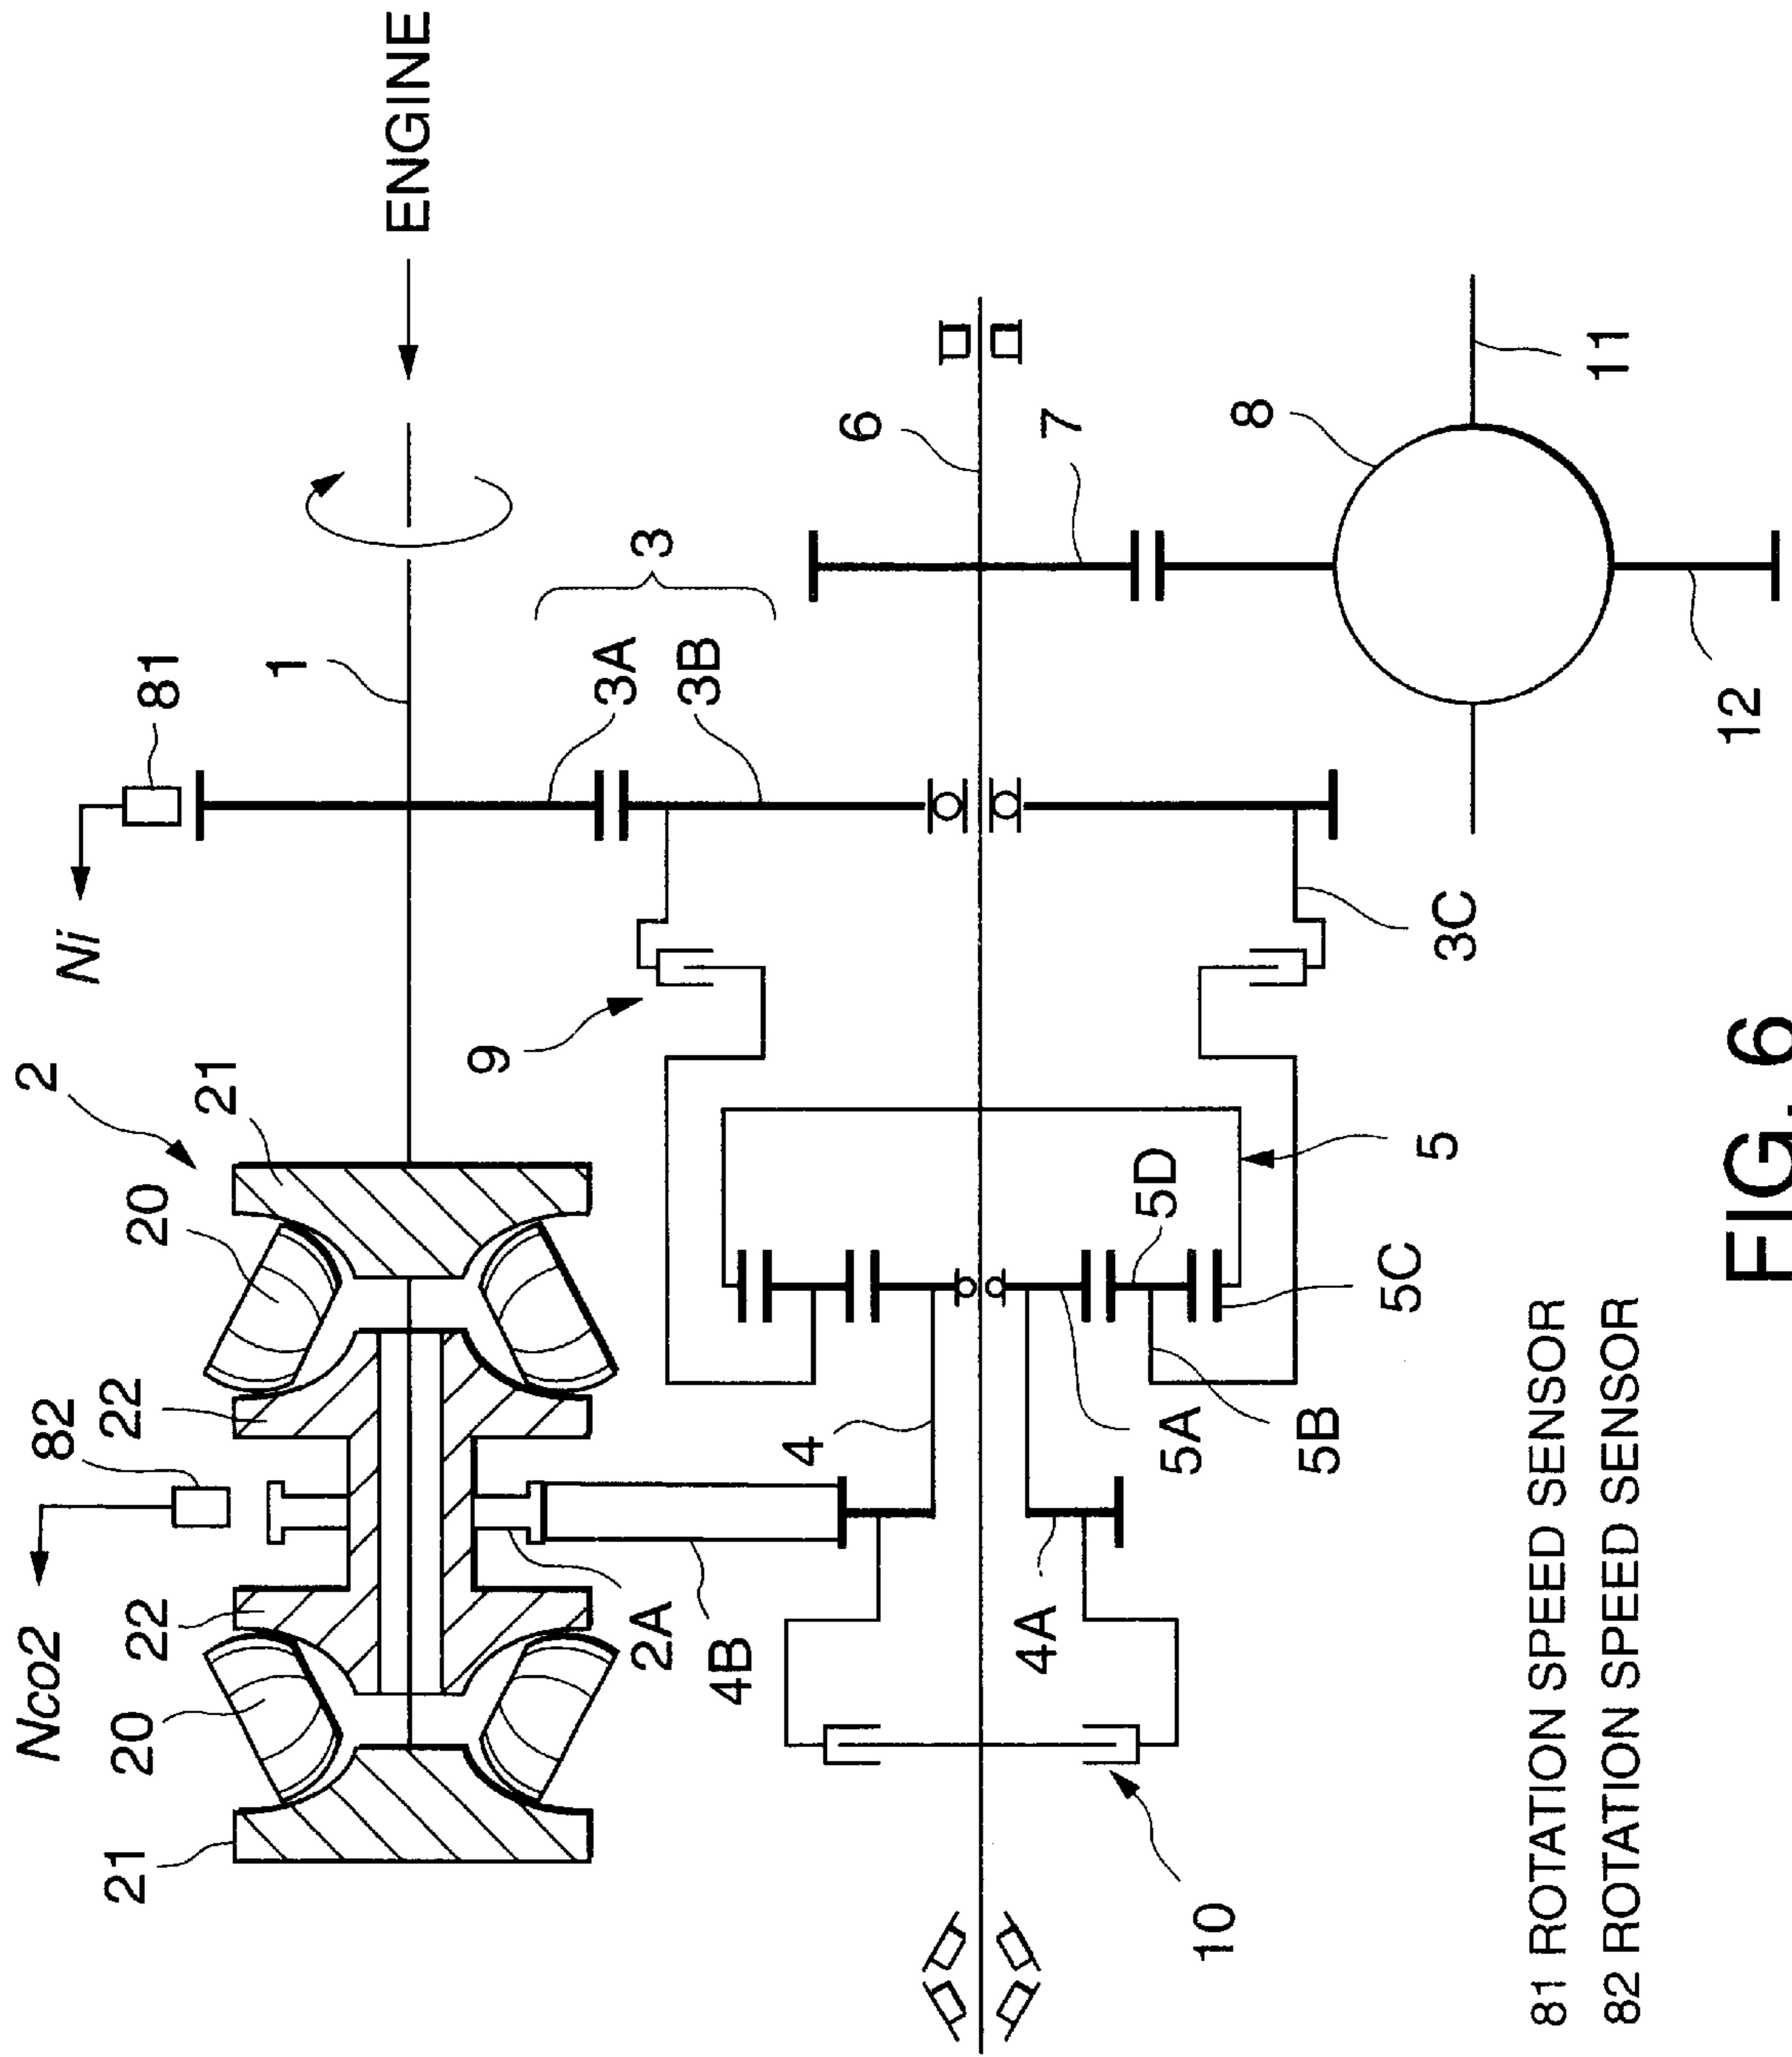 ENGINE
Ni
81
1
3
3A
3B
6
7
8
11
12
2
21
20
9
3C
82
22
Nco2
22
20
21
2A
4B
4
4A
5
5D
5C
5A
5B
10
81 ROTATION SPEED SENSOR
82 ROTATION SPEED SENSOR
FIG. 6